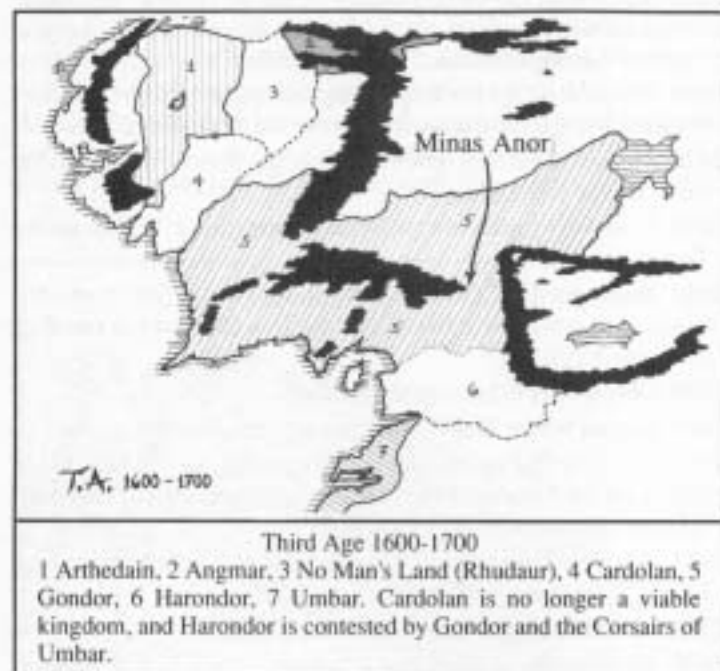 1
3
4
Minas Anor
5
5
5
6
7
T.A. 1600-1700
Third Age 1600-1700
1 Arthedain, 2 Angmar, 3 No Man's Land (Rhudaur), 4 Cardolan, 5
Gondor, 6 Harondor, 7 Umbar. Cardolan is no longer a viable
kingdom, and Harondor is contested by Gondor and the Corsairs of
Umbar.